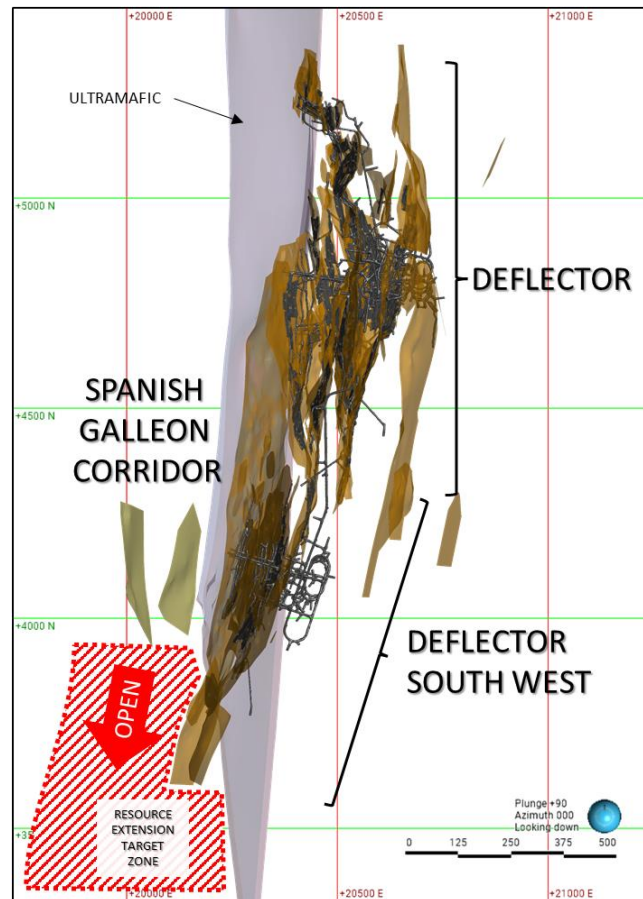 +20000 E
+20500 E
+21000 E
ULTRAMAFIC
+5000 N
DEFLECTOR
+4500 N
SPANISH
GALLEON
CORRIDOR
+4000 N
DEFLECTOR
SOUTH WEST
OPEN
RESOURCE
EXTENSION
TARGET
ZONE
Plunge +90
Azimuth 000
Looking down
0 125 250 375 500
+20000 E
+20500 E
+21000 E